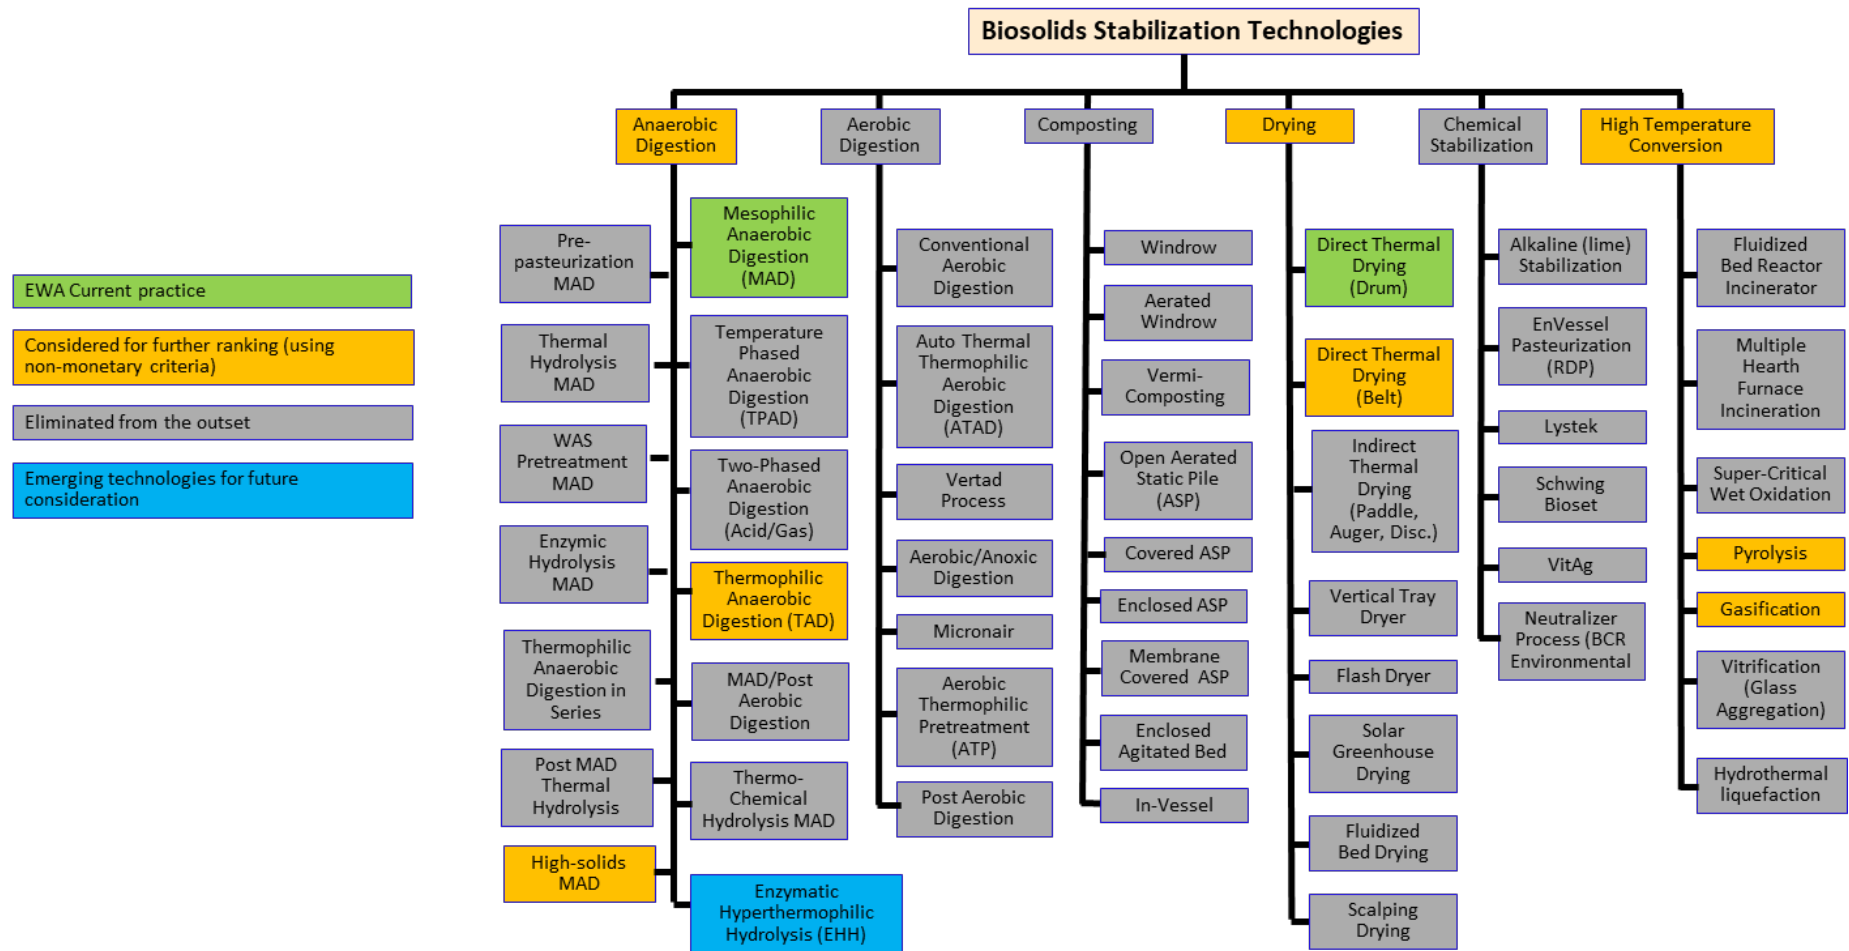 Biosolids Stabilization Technologies
Anaerobic
Digestion
Aerobic
Digestion
Composting
Drying
Chemical
Stabilization
High Temperature
Conversion
EWA Current practice
Considered for further ranking (using
non-monetary criteria)
Eliminated from the outset
Emerging technologies for future
consideration
Pre-
pasteurization
MAD
Thermal
Hydrolysis
MAD
WAS
Pretreatment
MAD
Enzymic
Hydrolysis
MAD
Thermophilic
Anaerobic
Digestion in
Series
Post MAD
Thermal
Hydrolysis
High-solids
MAD
Mesophilic
Anaerobic
Digestion
(MAD)
Temperature
Phased
Anaerobic
Digestion
(TPAD)
Two-Phased
Anaerobic
Digestion
(Acid/Gas)
Thermophilic
Anaerobic
Digestion (TAD)
MAD/Post
Aerobic
Digestion
Thermo-
Chemical
Hydrolysis MAD
Enzymatic
Hyperthermophilic
Hydrolysis (EHH)
Conventional
Aerobic
Digestion
Auto Thermal
Thermophilic
Aerobic
Digestion
(ATAD)
Vertad
Process
Aerobic/Anoxic
Digestion
Micronair
Aerobic
Thermophilic
Pretreatment
(ATP)
Post Aerobic
Digestion
Windrow
Aerated
Windrow
Vermi-
Composting
Open Aerated
Static Pile
(ASP)
Covered ASP
Enclosed ASP
Membrane
Covered ASP
Enclosed
Agitated Bed
In-Vessel
Direct Thermal
Drying
(Drum)
Direct Thermal
Drying
(Belt)
Indirect
Thermal
Drying
(Paddle,
Auger, Disc.)
Vertical Tray
Dryer
Flash Dryer
Solar
Greenhouse
Drying
Fluidized
Bed Drying
Scalping
Drying
Alkaline (lime)
Stabilization
EnVessel
Pasteurization
(RDP)
Lystek
Schwing
Bioset
VitAg
Neutralizer
Process (BCR
Environmental
Fluidized
Bed Reactor
Incinerator
Multiple
Hearth
Furnace
Incineration
Super-Critical
Wet Oxidation
Pyrolysis
Gasification
Vitrification
(Glass
Aggregation)
Hydrothermal
liquefaction